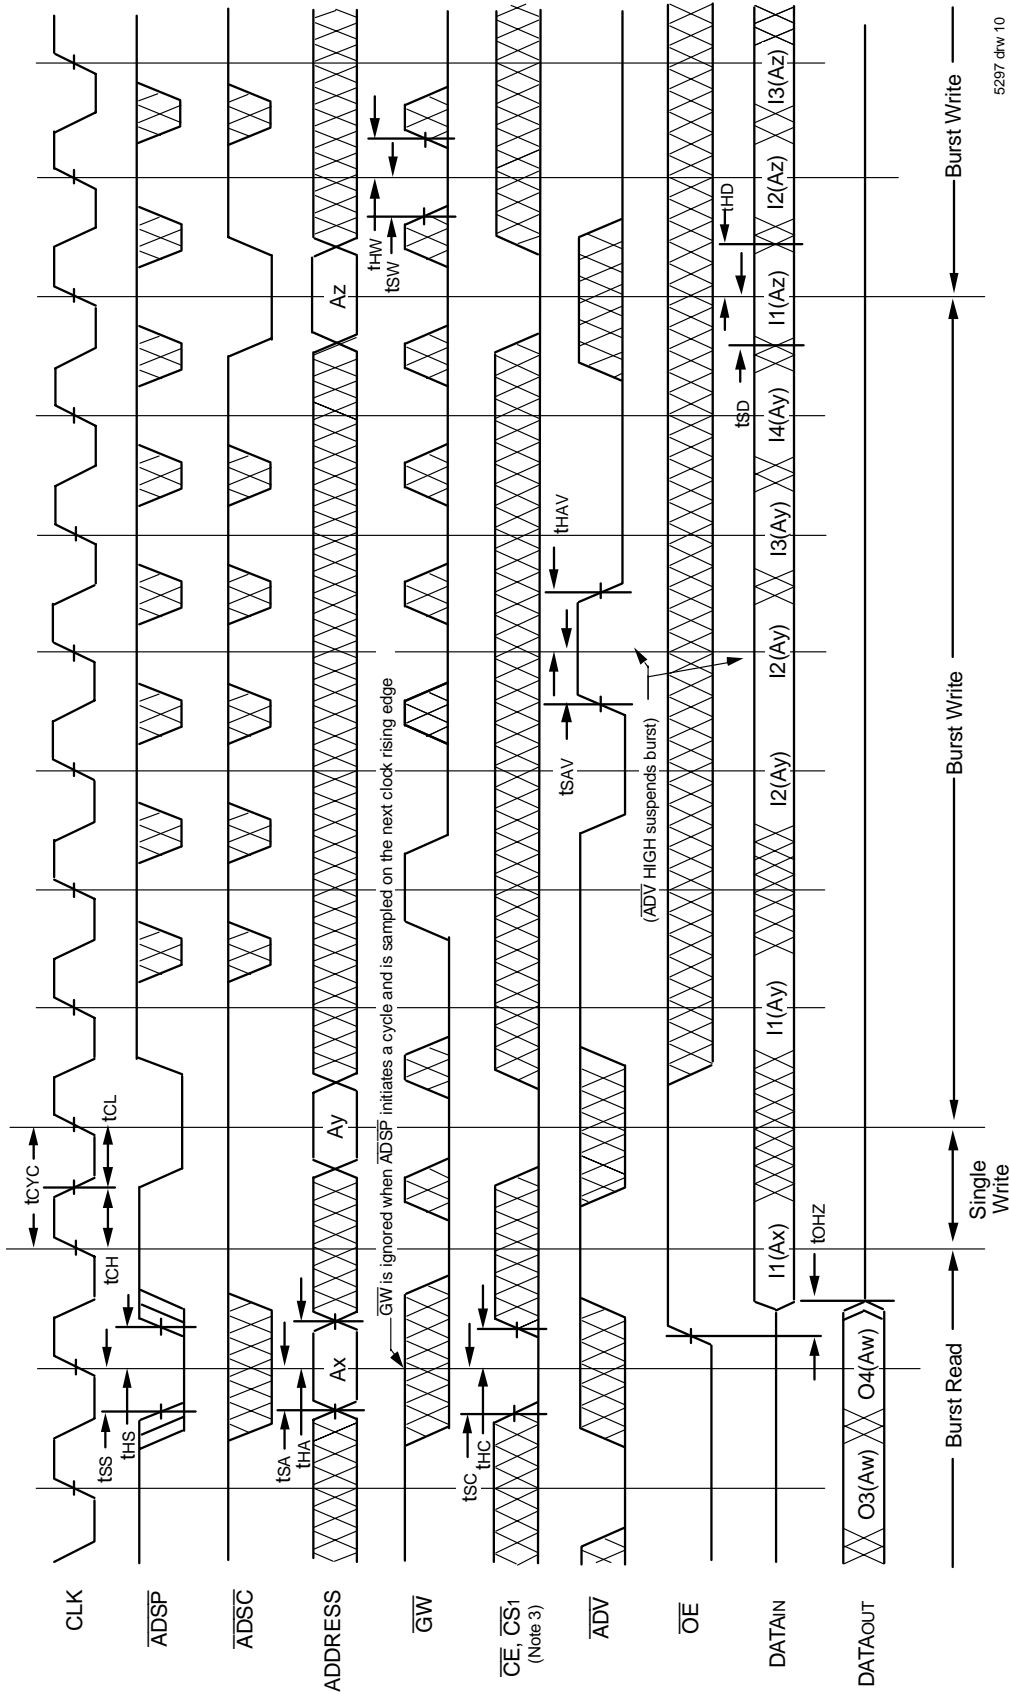 CLK
tCYC
tCH
tCL
ADSP
tSS
tHS
ADSC
ADDRESS
tSA
tHA
Ax
Ay
Az
GW
GW is ignored when ADSP initiates a cycle and is sampled on the next clock rising edge
tHW
tSW
CE, CS1
(Note 3)
tSC
tHC
ADV
tSAV
tHAV
(ADV HIGH suspends burst)
OE
DATAIN
I1(Ax)
I1(Ay)
I2(Ay)
I2(Ay)
I3(Ay)
I4(Ay)
I1(Az)
I2(Az)
I3(Az)
tSD
tHD
tOHZ
DATAOUT
O3(Aw)
O4(Aw)
Burst Read
Single
Write
Burst Write
Burst Write
5297 drw 10